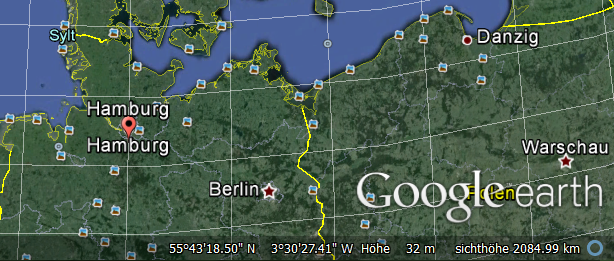 Sylt
Danzig
Hamburg
Hamburg
Warschau
Berlin
Polen
Google earth
55°43'18.50" N 3°30'27.41" W Höhe 32 m sichthöhe 2084.99 km